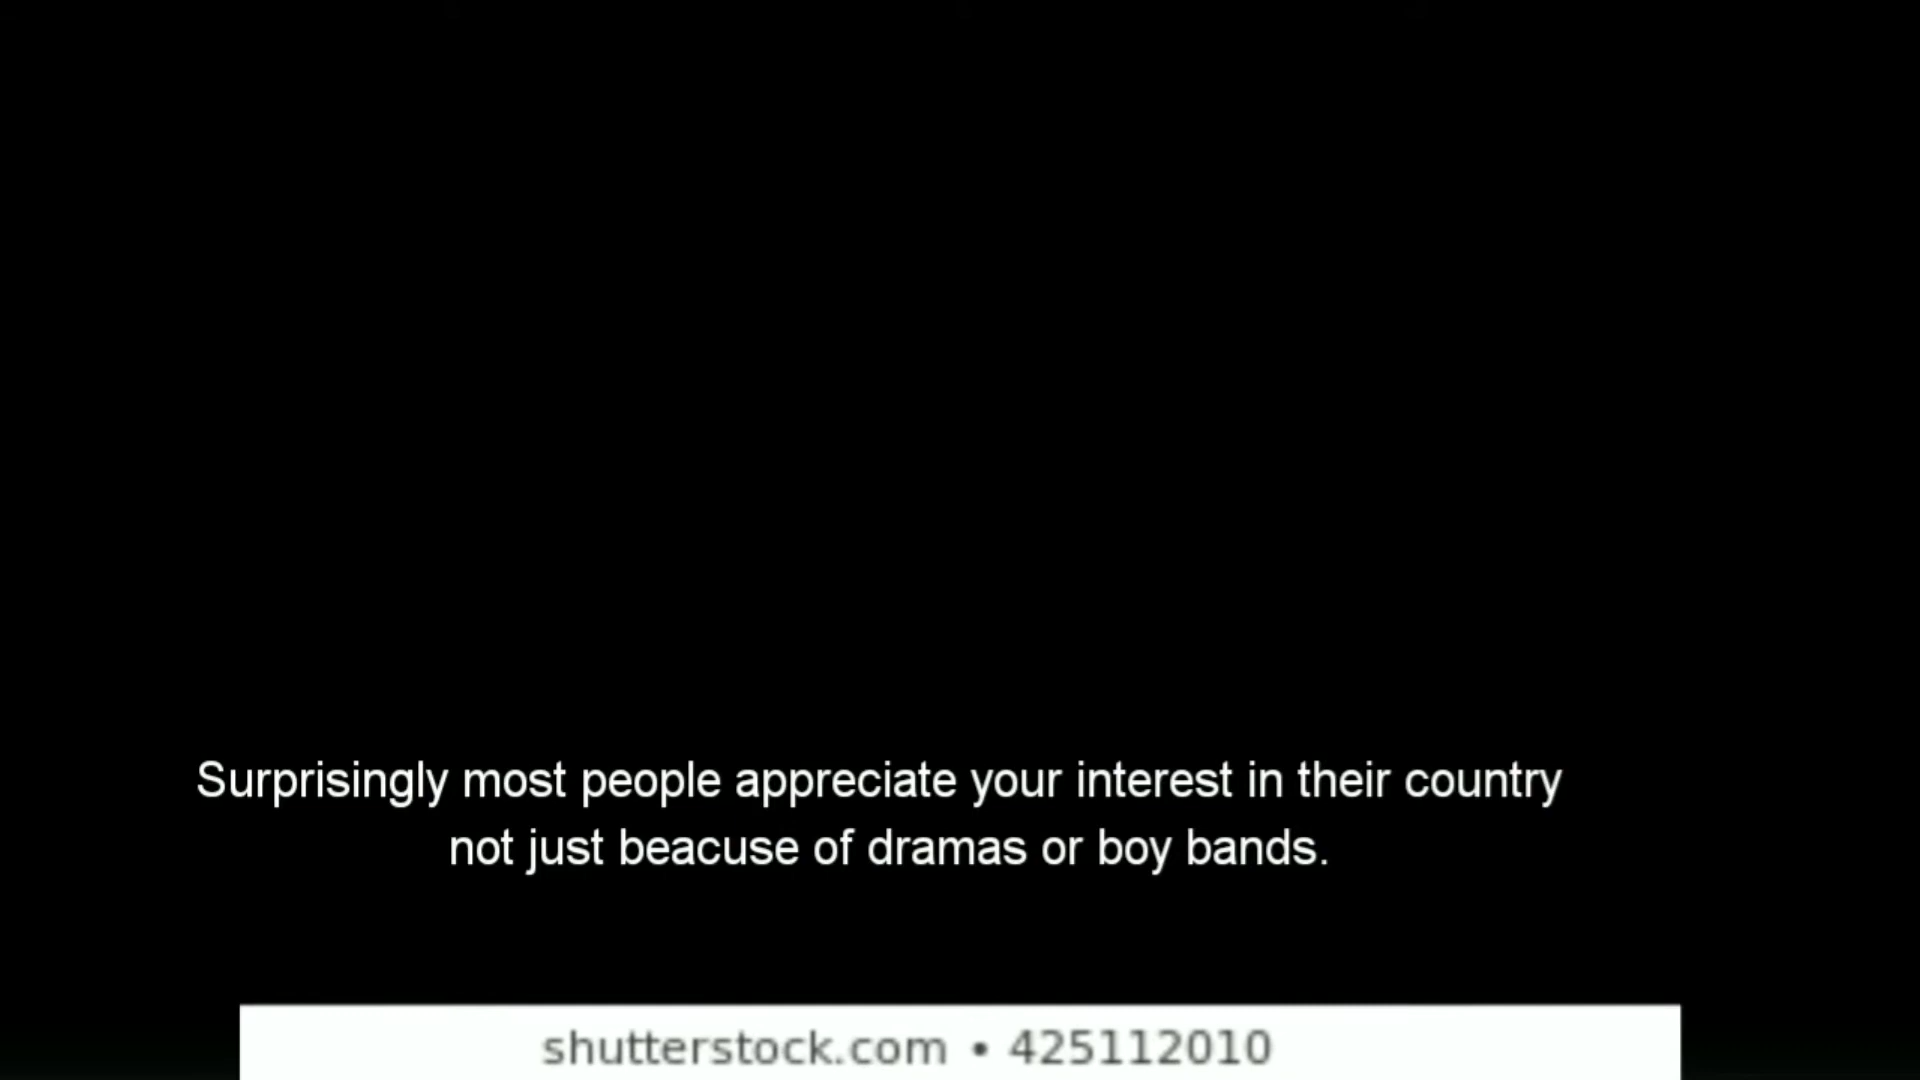 Surprisingly most people appreciate your interest in their country
not just beacuse of dramas or boy bands.
shutterstock.com • 425112010